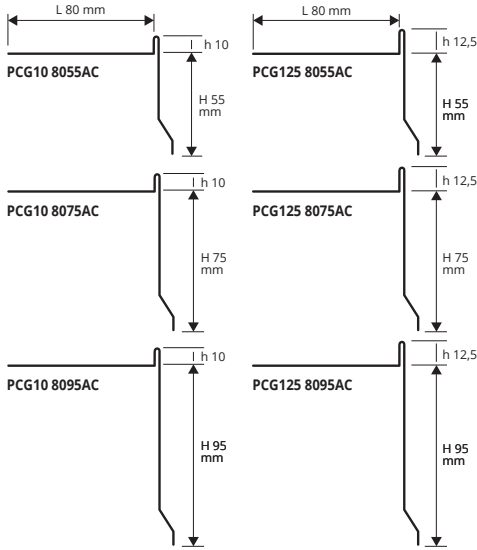 L 80 mm
h 10
PCG10 8055AC
H 55
mm
L 80 mm
h 12,5
PCG125 8055AC
H 55
mm
h 10
PCG10 8075AC
H 75
mm
h 12,5
PCG125 8075AC
H 75
mm
h 10
PCG10 8095AC
H 95
mm
h 12,5
PCG125 8095AC
H 95
mm